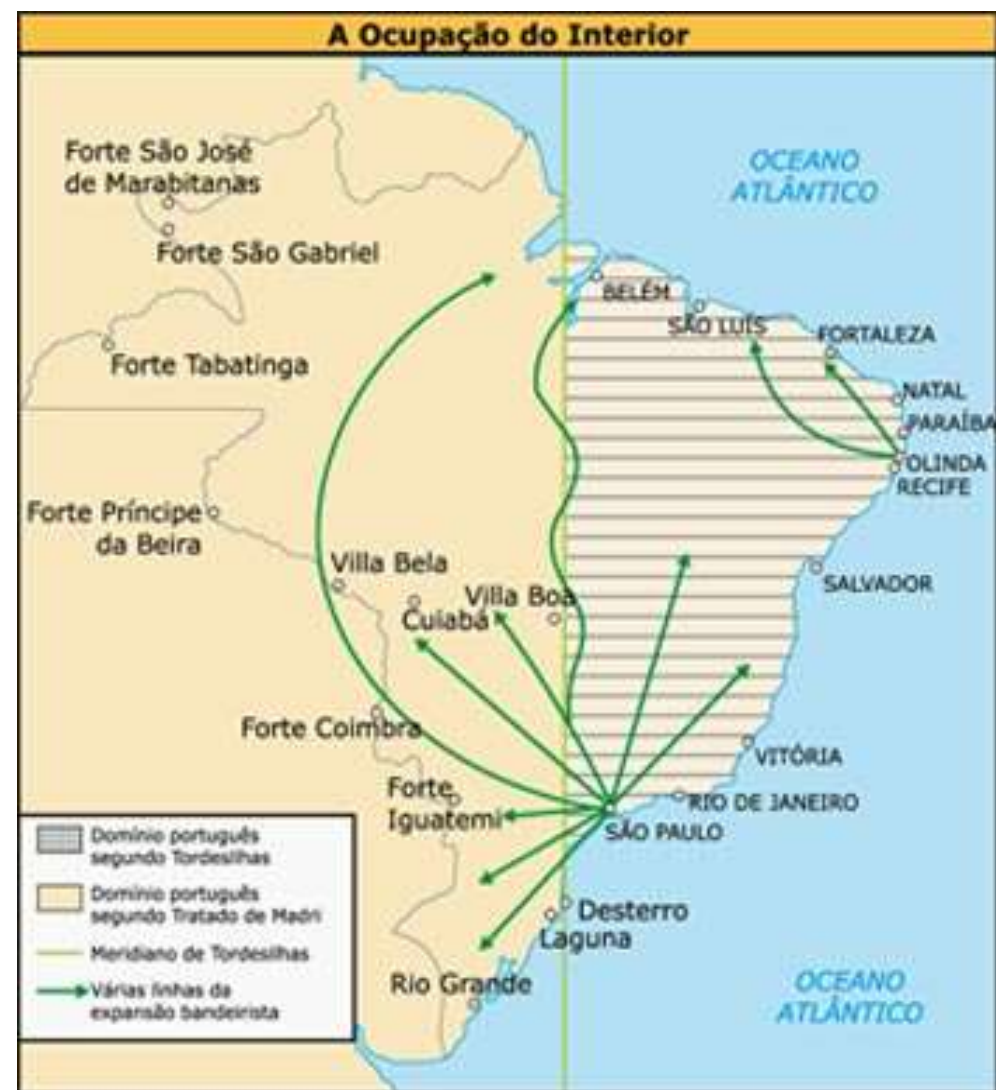 A Ocupação do Interior
Forte São José
de Marabitanas
OCEANO
ATLÂNTICO
Forte São Gabriel
BELÉM
SÃO LUÍS
FORTALEZA
Forte Tabatinga
NATAL
PARAÍBA
OLINDA
RECIFE
Forte Príncipe
da Beira
Villa Bela
Villa Boa
Cuiabá
SALVADOR
Forte Coimbra
VITÓRIA
Forte
Iguatemi
RIO DE JANEIRO
SÃO PAULO
Desterro
Laguna
Rio Grande
OCEANO
ATLÂNTICO
Domínio português
segundo Tordesilhas
Domínio português
segundo Tratado de Madri
Meridiano de Tordesilhas
Várias linhas da
expansão bandeirista